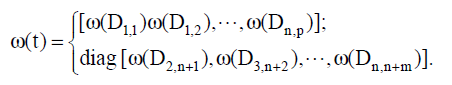 ω(t) = { [ω(D₁,₁)ω(D₁,₂),⋯,ω(Dₙ,ₚ)];
diag [ω(D₂,ₙ₊₁),ω(D₃,ₙ₊₂),⋯,ω(Dₙ,ₙ₊ₘ)].